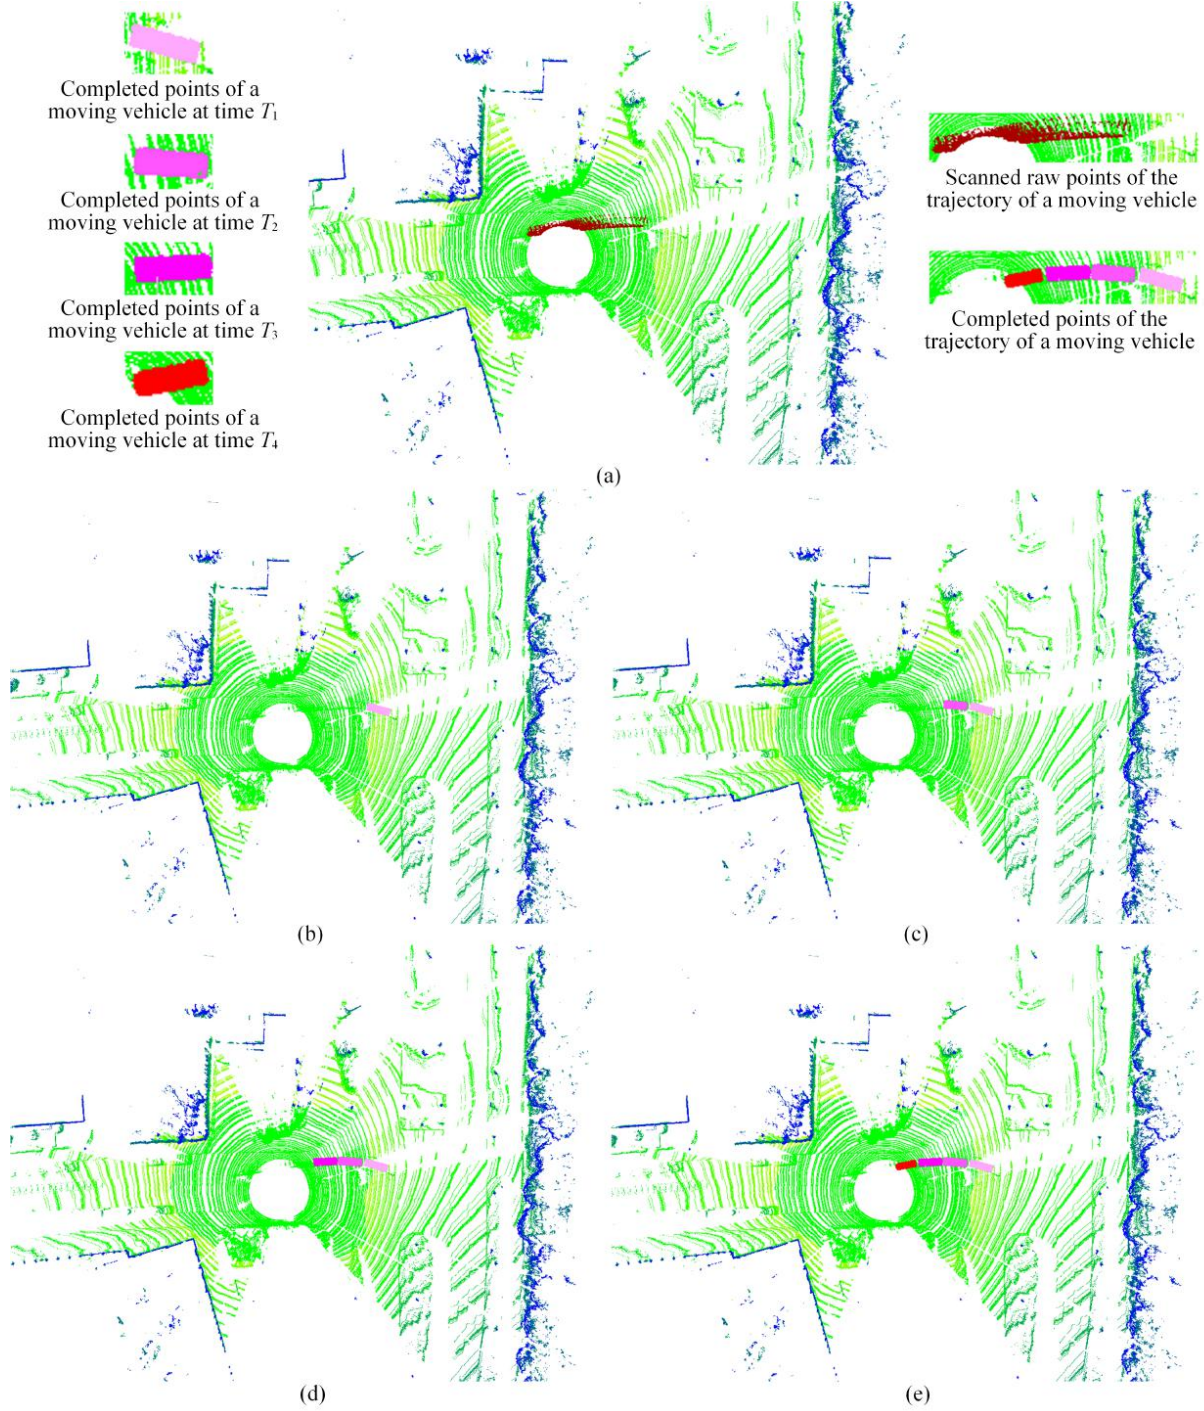 Completed points of a
moving vehicle at time T1
Completed points of a
moving vehicle at time T2
Completed points of a
moving vehicle at time T3
Completed points of a
moving vehicle at time T4
Scanned raw points of the
trajectory of a moving vehicle
Completed points of the
trajectory of a moving vehicle
(a)
(b)
(c)
(d)
(e)